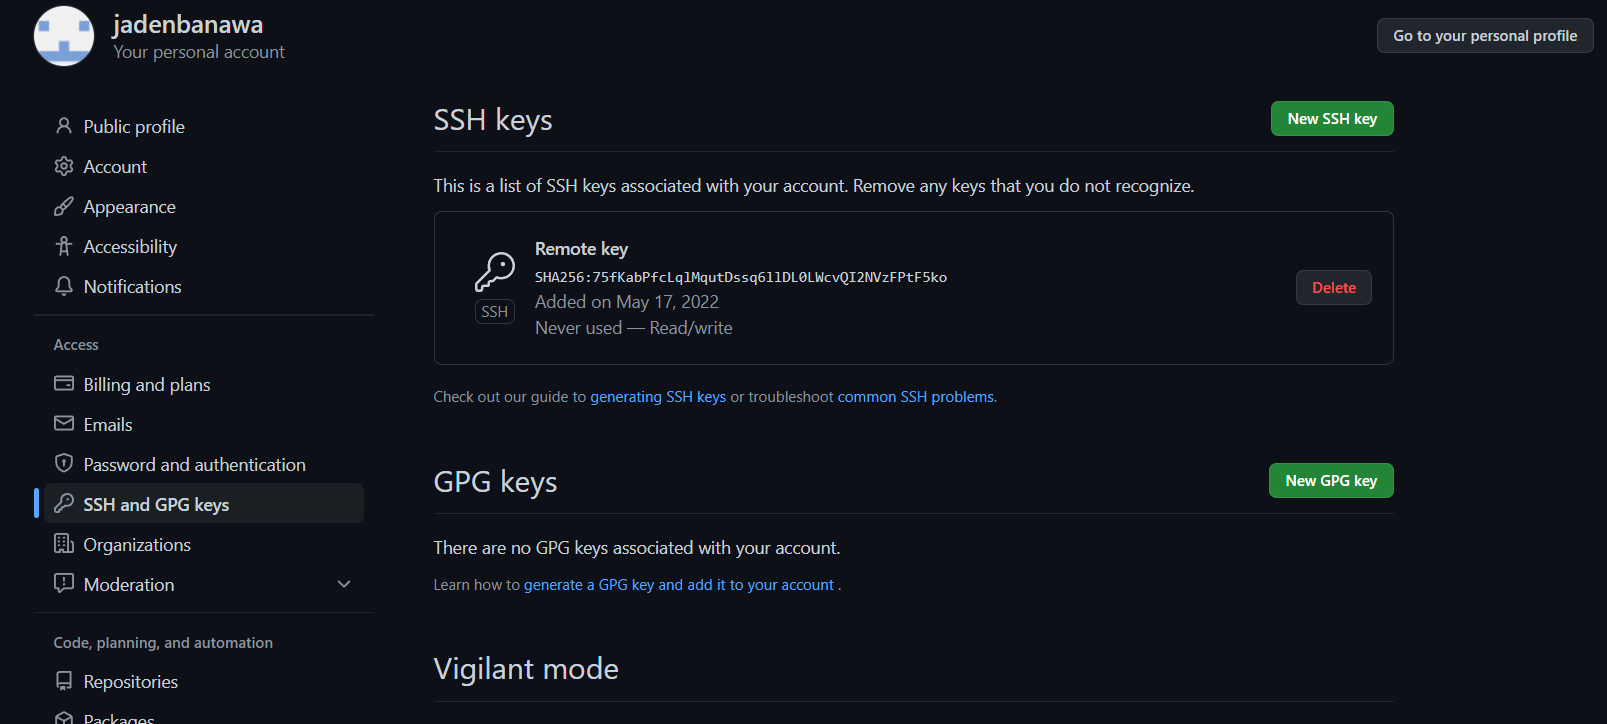 jadenbanawa
Your personal account
Go to your personal profile
Public profile
Account
Appearance
Accessibility
Notifications
Access
Billing and plans
Emails
Password and authentication
SSH and GPG keys
Organizations
Moderation
Code, planning, and automation
Repositories
Packages
SSH keys
New SSH key
This is a list of SSH keys associated with your account. Remove any keys that you do not recognize.
Remote key
SHA256:75fKabPfcLqlMqutDssq6llDL0LWcvQI2NVzFPtF5ko
SSH
Added on May 17, 2022
Never used — Read/write
Delete
Check out our guide to generating SSH keys or troubleshoot common SSH problems.
GPG keys
New GPG key
There are no GPG keys associated with your account.
Learn how to generate a GPG key and add it to your account .
Vigilant mode